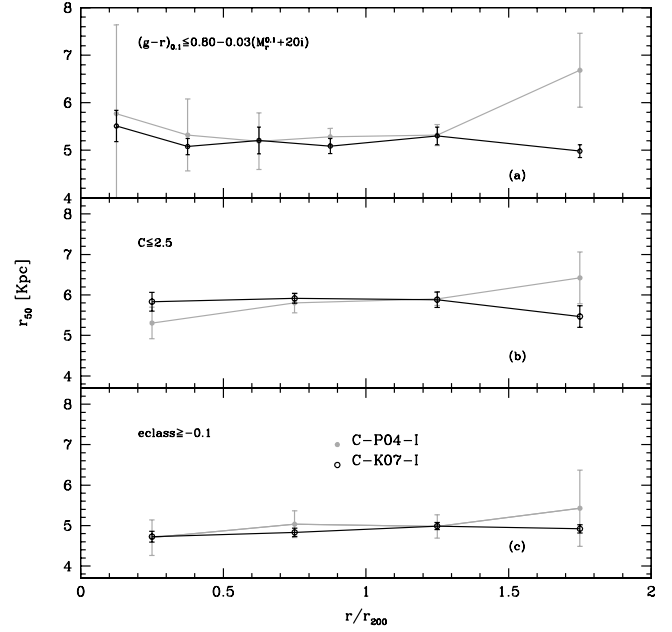 8
(g-r)₀.₁≤0.80-0.03(Mᵣ⁰·¹+20i)
7
6
5
(a)
4
8
C≤2.5
7
6
5
(b)
4
r₅₀ [Kpc]
8
eclass≥-0.1
C-P04-I
7
C-K07-I
6
5
(c)
4
0 0.5 1 1.5 2
r/r₂₀₀